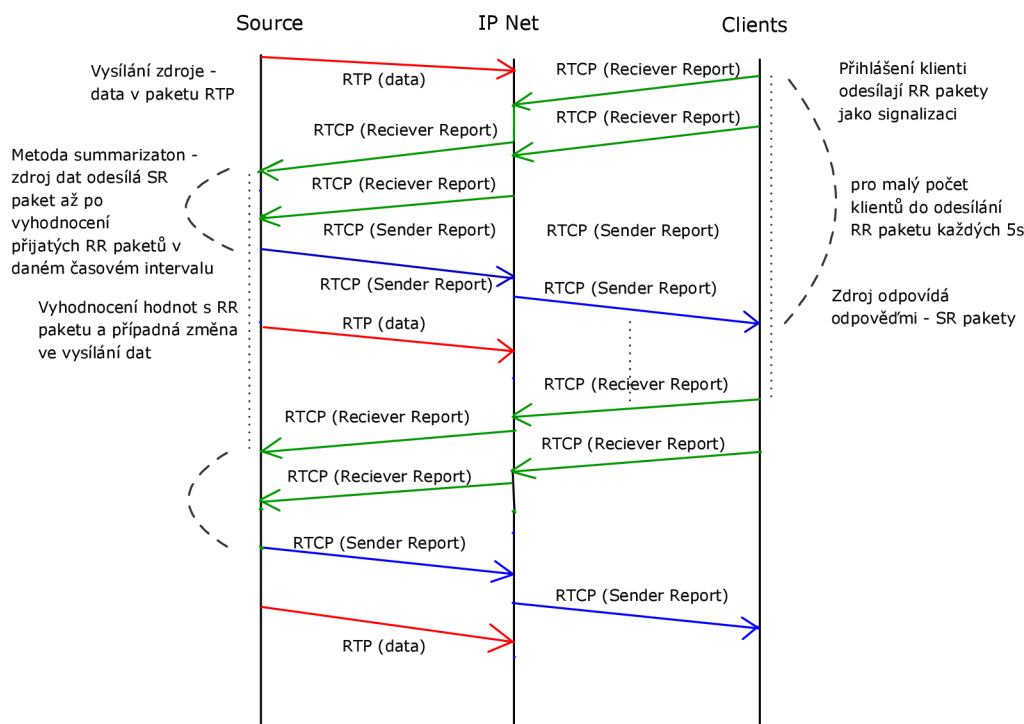 Source
IP Net
Clients
Vysílání zdroje -
data v paketu RTP
RTP (data)
RTCP (Reciever Report)
Přihlášení klienti
odesílají RR pakety
jako signalizaci
RTCP (Reciever Report)
RTCP (Reciever Report)
Metoda summarizaton -
zdroj dat odesílá SR
paket až po
vyhodnocení
přijatých RR paketů v
daném časovém intervalu
RTCP (Reciever Report)
pro malý počet
klientů do odesílání
RR paketu každých 5s
RTCP (Sender Report)
RTCP (Sender Report)
RTCP (Sender Report)
RTCP (Sender Report)
Zdroj odpovídá
odpověďmi - SR pakety
Vyhodnocení hodnot s RR
paketu a případná změna
ve vysílání dat
RTP (data)
RTCP (Reciever Report)
RTCP (Reciever Report)
RTCP (Reciever Report)
RTCP (Reciever Report)
RTCP (Sender Report)
RTCP (Sender Report)
RTP (data)